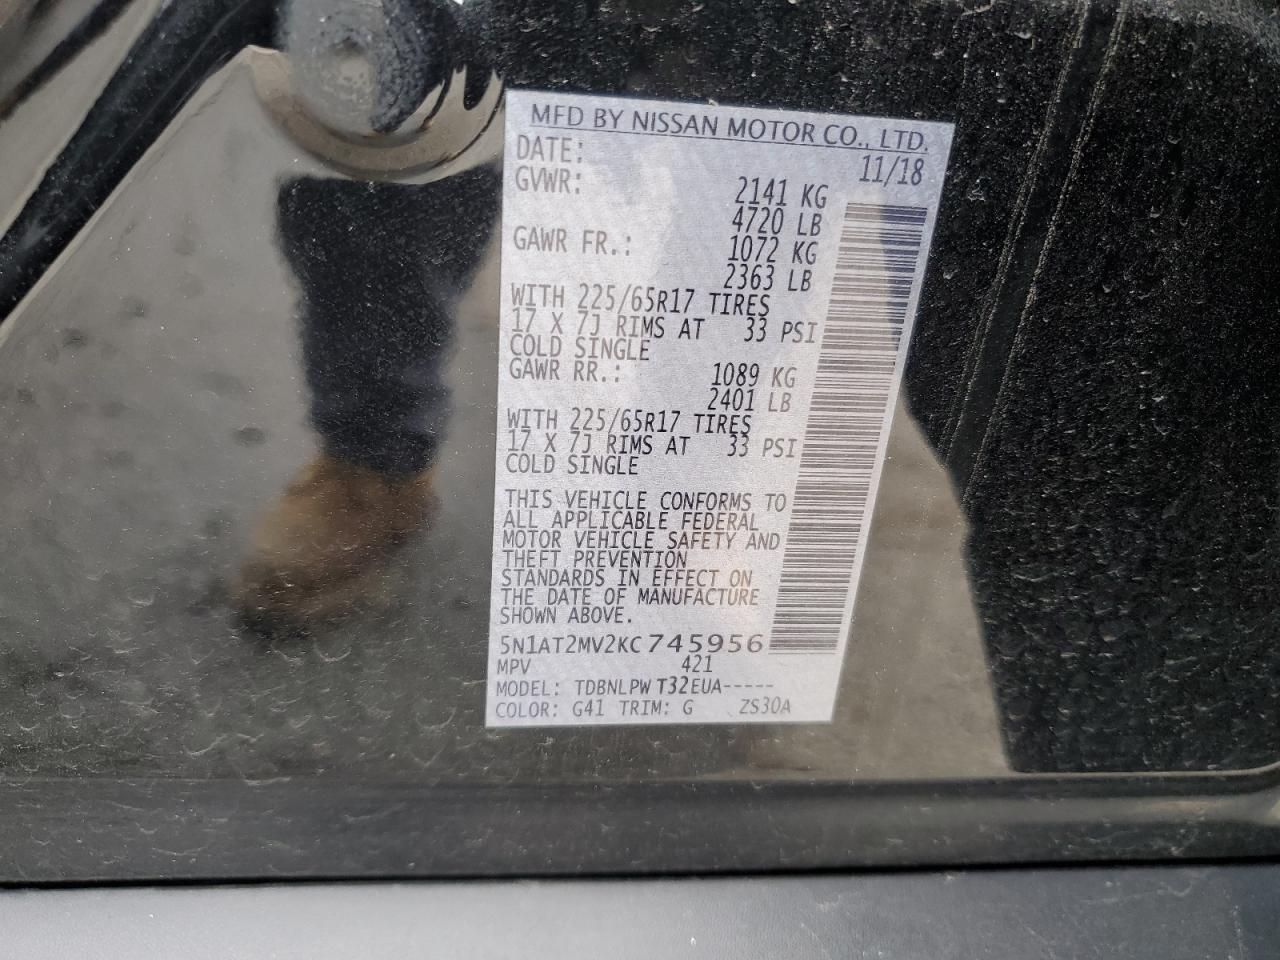 MFD BY NISSAN MOTOR CO., LTD.
DATE: 11/18
GVWR: 2141 KG
4720 LB
GAWR FR.: 1072 KG
2363 LB
WITH 225/65R17 TIRES
17 X 7J RIMS AT 33 PSI
COLD SINGLE
GAWR RR.: 1089 KG
2401 LB
WITH 225/65R17 TIRES
17 X 7J RIMS AT 33 PSI
COLD SINGLE
THIS VEHICLE CONFORMS TO
ALL APPLICABLE FEDERAL
MOTOR VEHICLE SAFETY AND
THEFT PREVENTION
STANDARDS IN EFFECT ON
THE DATE OF MANUFACTURE
SHOWN ABOVE.
5N1AT2MV2KC745956
MPV 421
MODEL: TDBNLPW T32EUA-----
COLOR: G41 TRIM: G ZS30A